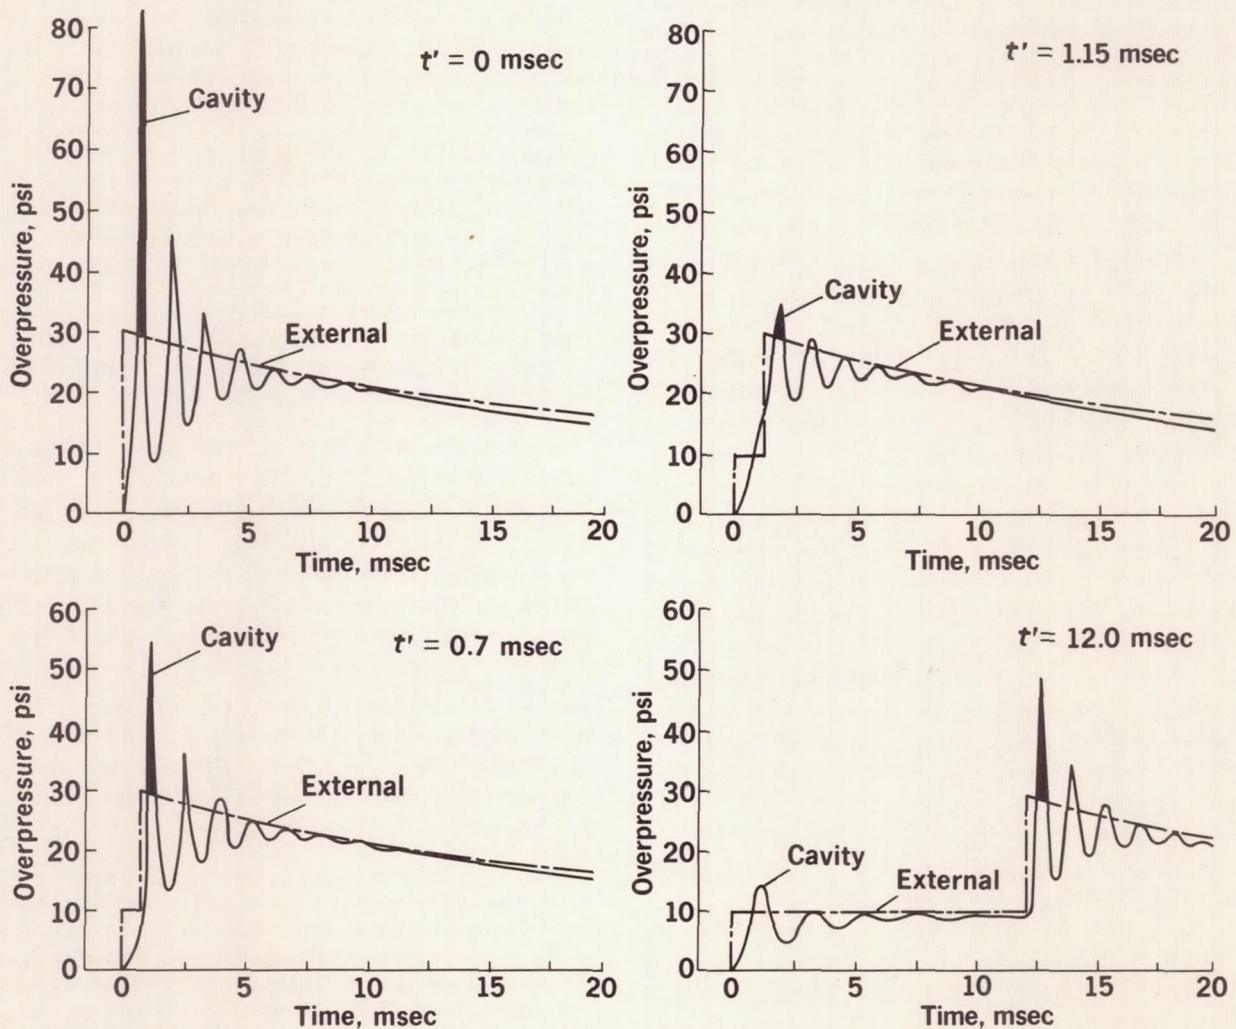 t' = 0 msec
80
70
60
50
40
30
20
10
0
Overpressure, psi
Cavity
External
0
5
10
15
20
Time, msec
t' = 1.15 msec
80
70
60
50
40
30
20
10
0
Overpressure, psi
Cavity
External
0
5
10
15
20
Time, msec
t' = 0.7 msec
60
50
40
30
20
10
0
Overpressure, psi
Cavity
External
0
5
10
15
20
Time, msec
t' = 12.0 msec
60
50
40
30
20
10
0
Overpressure, psi
Cavity
External
0
5
10
15
20
Time, msec